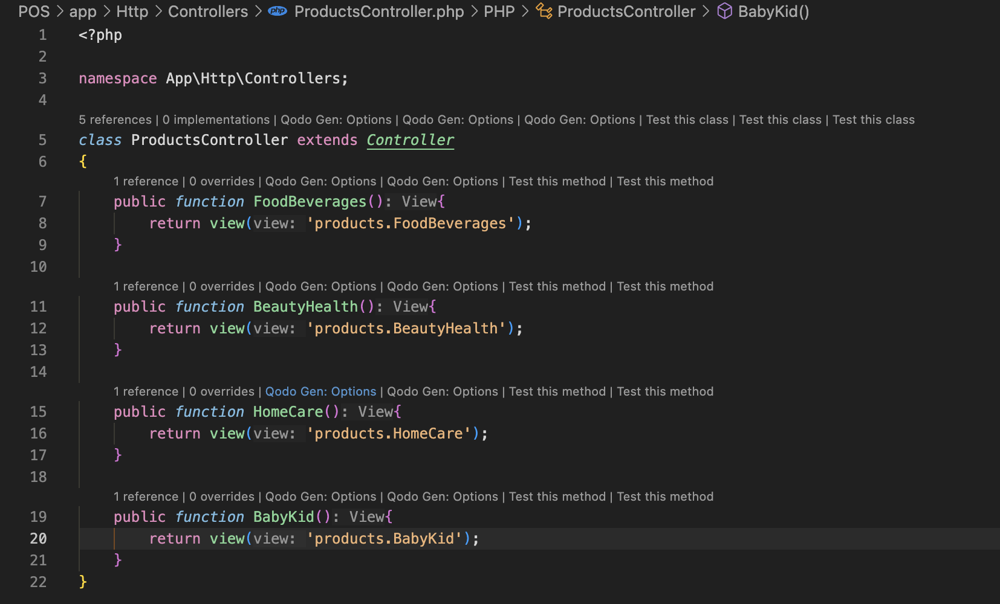 POS > app > Http > Controllers > php ProductsController.php > PHP > ProductsController > BabyKid()
1 <?php
2
3 namespace App\Http\Controllers;
4
5 references | 0 implementations | Qodo Gen: Options | Qodo Gen: Options | Qodo Gen: Options | Test this class | Test this class | Test this class
5 class ProductsController extends Controller
6 {
1 reference | 0 overrides | Qodo Gen: Options | Qodo Gen: Options | Test this method | Test this method
7 public function FoodBeverages(): View{
8 return view(view: 'products.FoodBeverages');
9 }
10
1 reference | 0 overrides | Qodo Gen: Options | Qodo Gen: Options | Test this method | Test this method
11 public function BeautyHealth(): View{
12 return view(view: 'products.BeautyHealth');
13 }
14
1 reference | 0 overrides | Qodo Gen: Options | Qodo Gen: Options | Test this method | Test this method
15 public function HomeCare(): View{
16 return view(view: 'products.HomeCare');
17 }
18
1 reference | 0 overrides | Qodo Gen: Options | Qodo Gen: Options | Test this method | Test this method
19 public function BabyKid(): View{
20 return view(view: 'products.BabyKid');
21 }
22 }